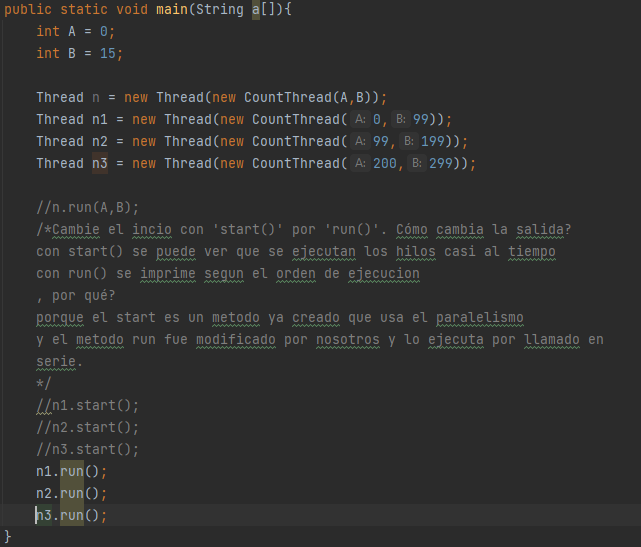 public static void main(String a[]){
int A = 0;
int B = 15;
Thread n = new Thread(new CountThread(A,B));
Thread n1 = new Thread(new CountThread( A: 0, B: 99));
Thread n2 = new Thread(new CountThread( A: 99, B: 199));
Thread n3 = new Thread(new CountThread( A: 200, B: 299));
//n.run(A,B);
/*Cambie el incio con 'start()' por 'run()'. Cómo cambia la salida?
con start() se puede ver que se ejecutan los hilos casi al tiempo
con run() se imprime segun el orden de ejecucion
, por qué?
porque el start es un metodo ya creado que usa el paralelismo
y el metodo run fue modificado por nosotros y lo ejecuta por llamado en
serie.
*/
//n1.start();
//n2.start();
//n3.start();
n1.run();
n2.run();
n3.run();
}